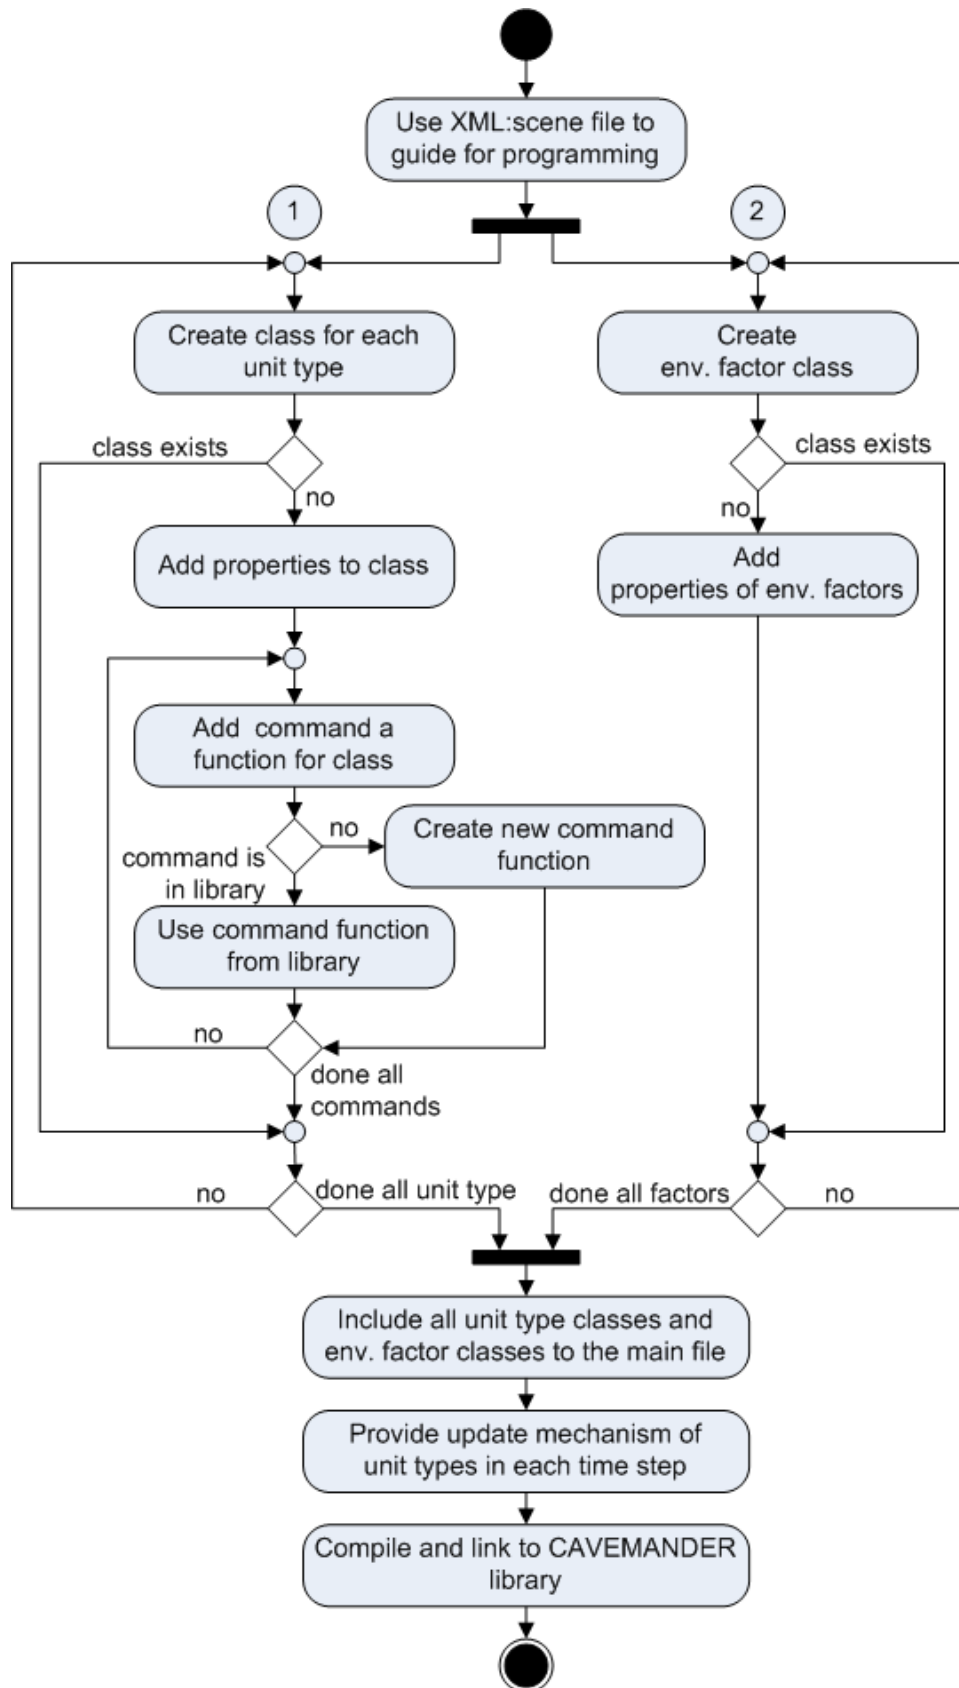 Use XML:scene file to
guide for programming
1
2
Create class for each
unit type
Create
env. factor class
class exists
class exists
no
no
Add properties to class
Add
properties of env. factors
Add  command a
function for class
no
Create new command
function
command is
in library
Use command function
from library
no
done all
commands
no
done all unit type
done all factors
no
Include all unit type classes and
env. factor classes to the main file
Provide update mechanism of
unit types in each time step
Compile and link to CAVEMANDER
library